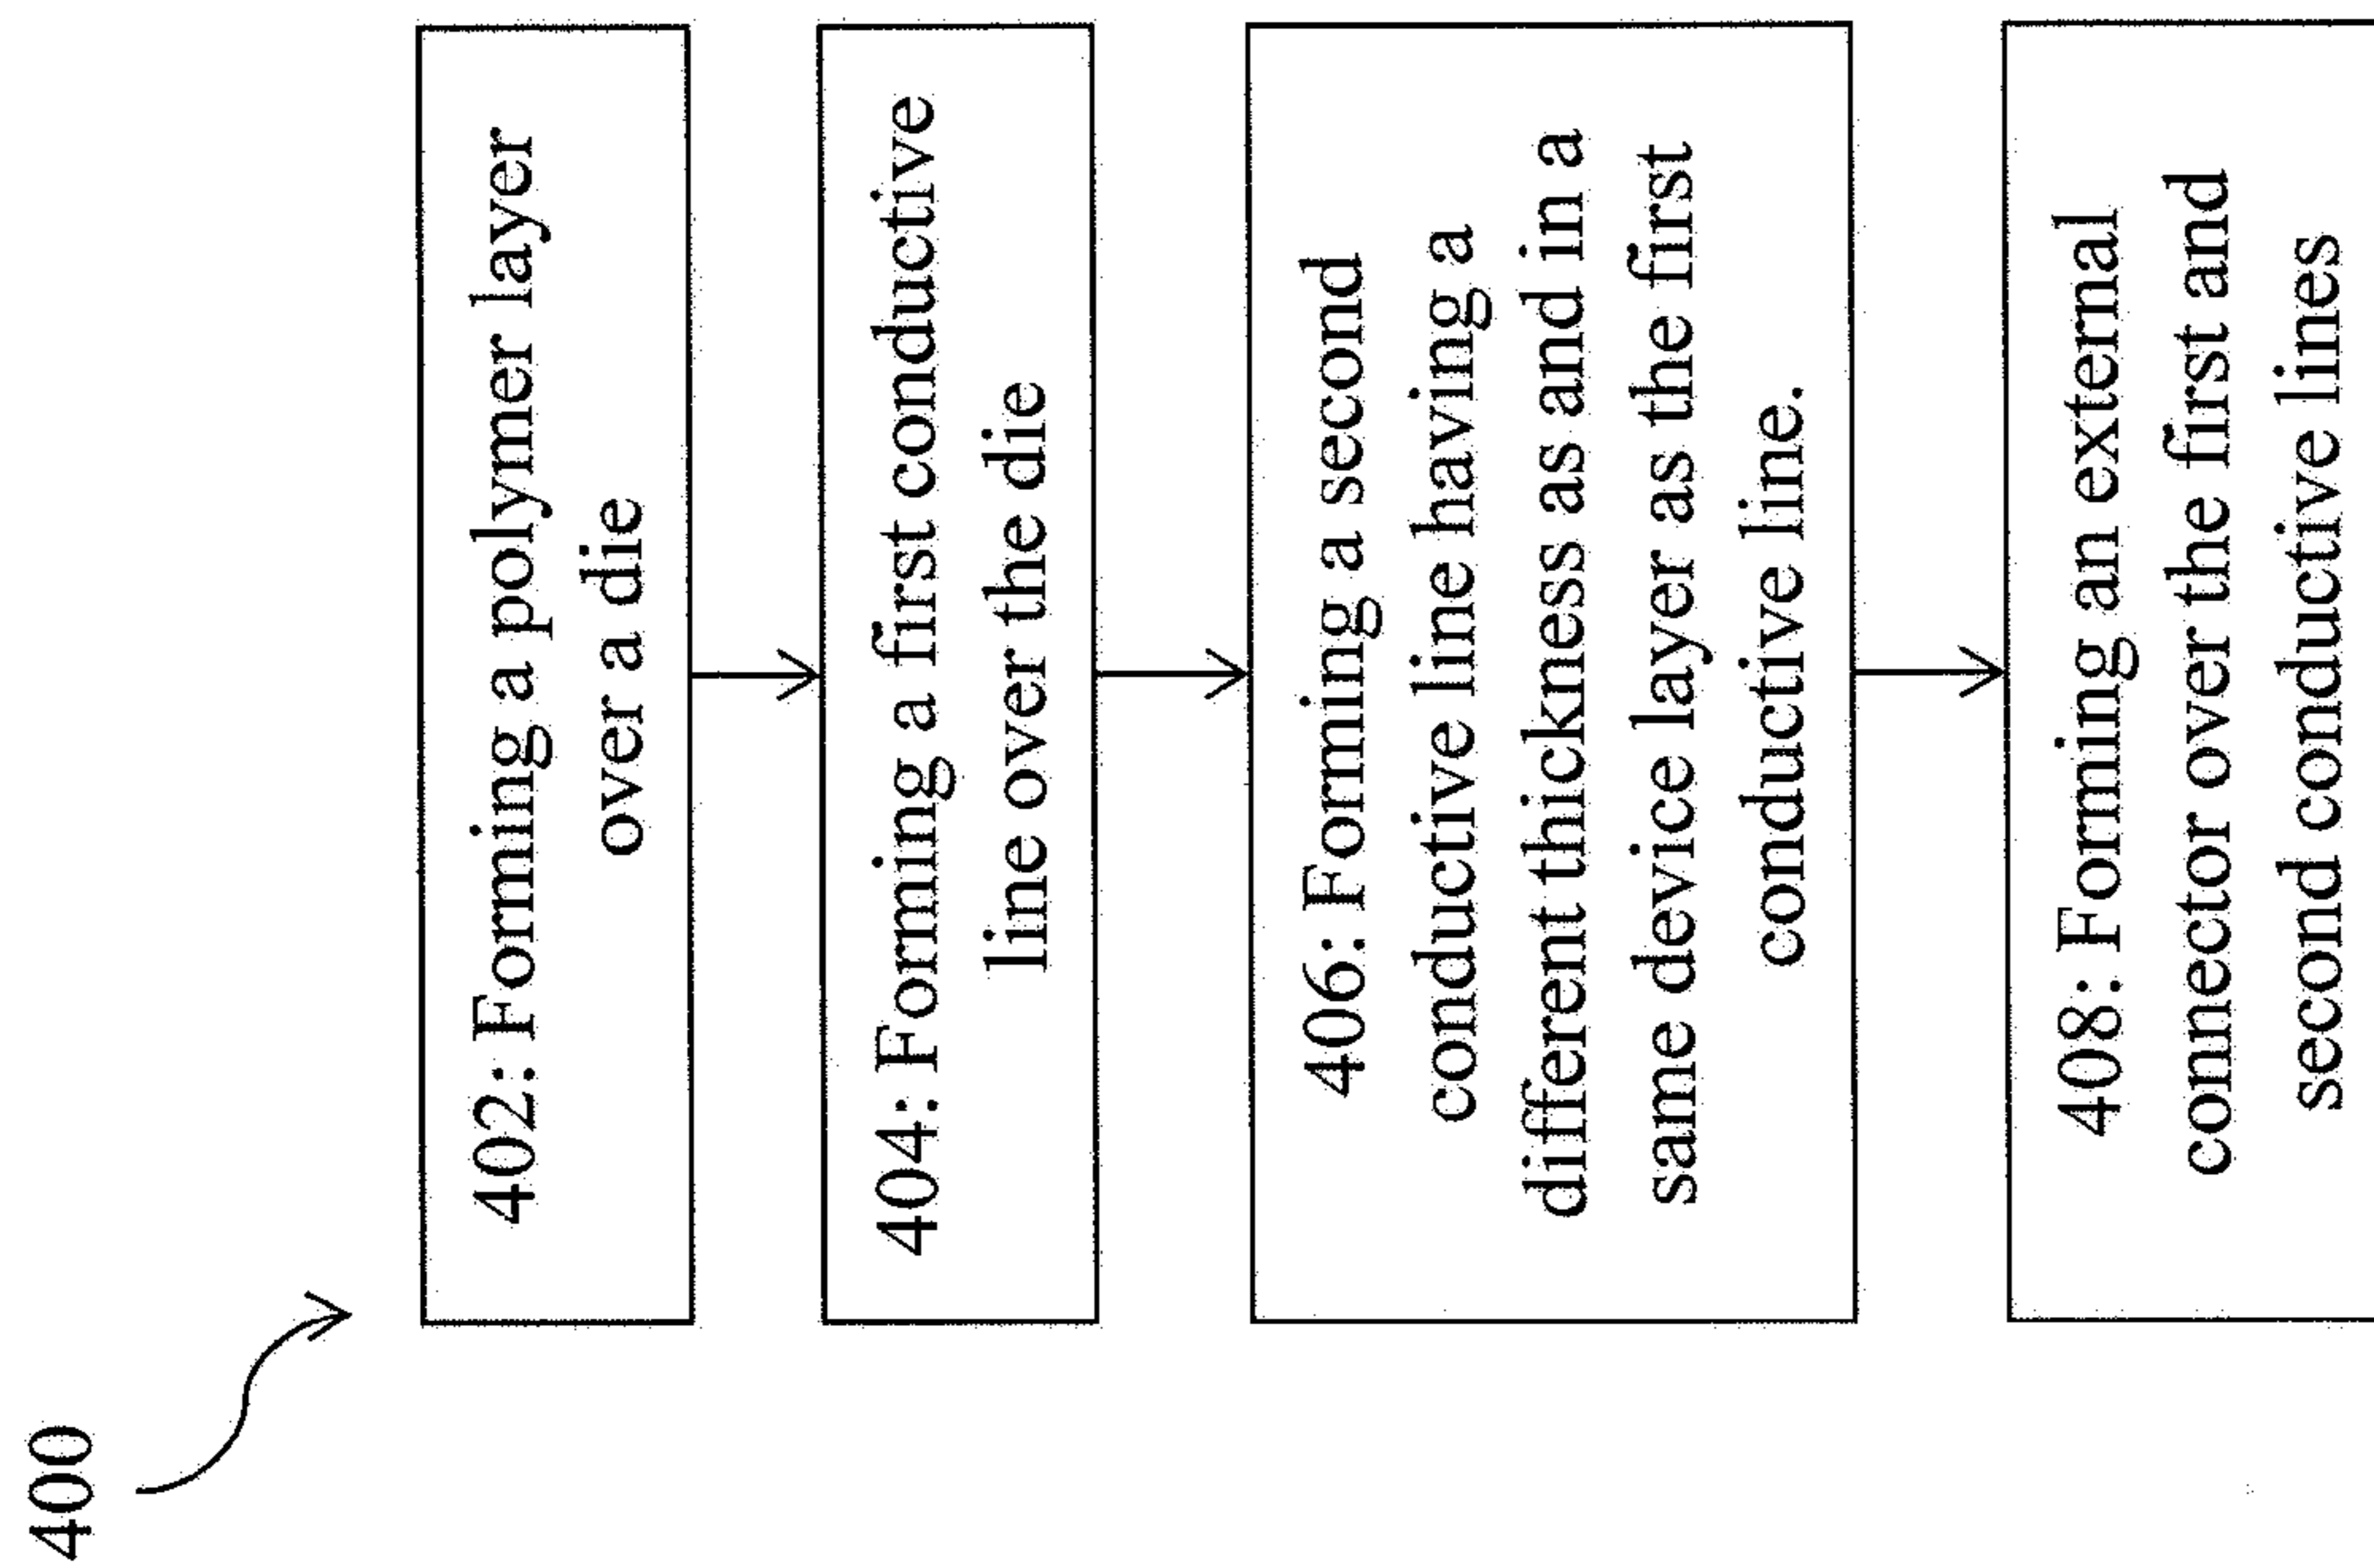 400
402: Forming a polymer layer
over a die
404: Forming a first conductive
line over the die
406: Forming a second
conductive line having a
different thickness as and in a
same device layer as the first
conductive line.
408: Forming an external
connector over the first and
second conductive lines